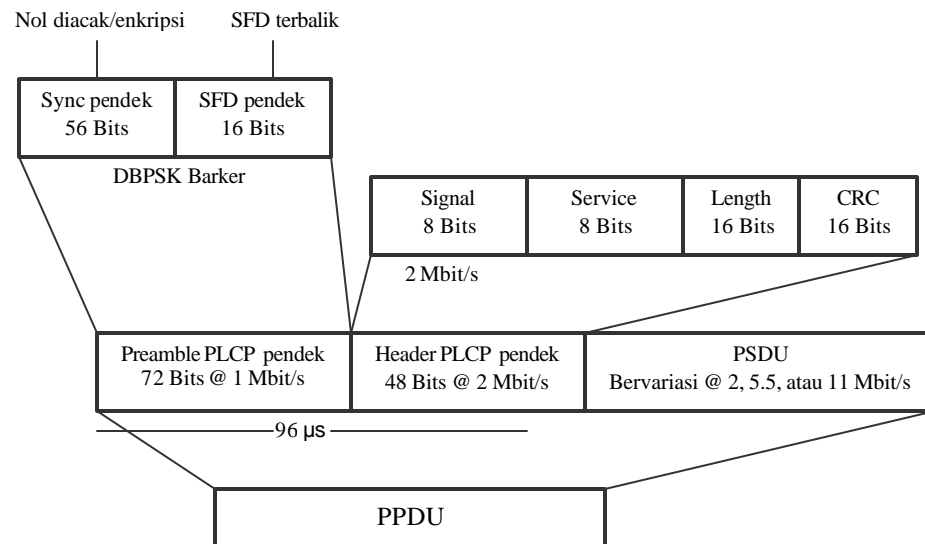 Nol diacak/enkripsi
SFD terbalik
Sync pendek
56 Bits
SFD pendek
16 Bits
DBPSK Barker
Signal
8 Bits
Service
8 Bits
Length
16 Bits
CRC
16 Bits
2 Mbit/s
Preamble PLCP pendek
72 Bits @ 1 Mbit/s
Header PLCP pendek
48 Bits @ 2 Mbit/s
PSDU
Bervariasi @ 2, 5.5, atau 11 Mbit/s
96 µs
PPDU